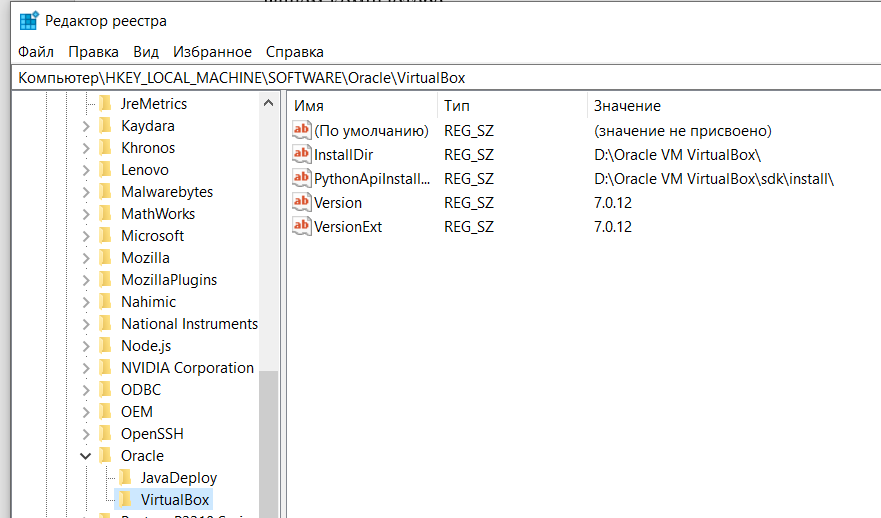 Редактор реестра
Файл Правка Вид Избранное Справка
Компьютер\HKEY_LOCAL_MACHINE\SOFTWARE\Oracle\VirtualBox
JreMetrics
Kaydara
Khronos
Lenovo
Malwarebytes
MathWorks
Microsoft
Mozilla
MozillaPlugins
Nahimic
National Instruments
Node.js
NVIDIA Corporation
ODBC
OEM
OpenSSH
Oracle
JavaDeploy
VirtualBox
Имя Тип Значение
(По умолчанию) REG_SZ (значение не присвоено)
InstallDir REG_SZ D:\Oracle VM VirtualBox\
PythonApiInstall... REG_SZ D:\Oracle VM VirtualBox\sdk\install\
Version REG_SZ 7.0.12
VersionExt REG_SZ 7.0.12